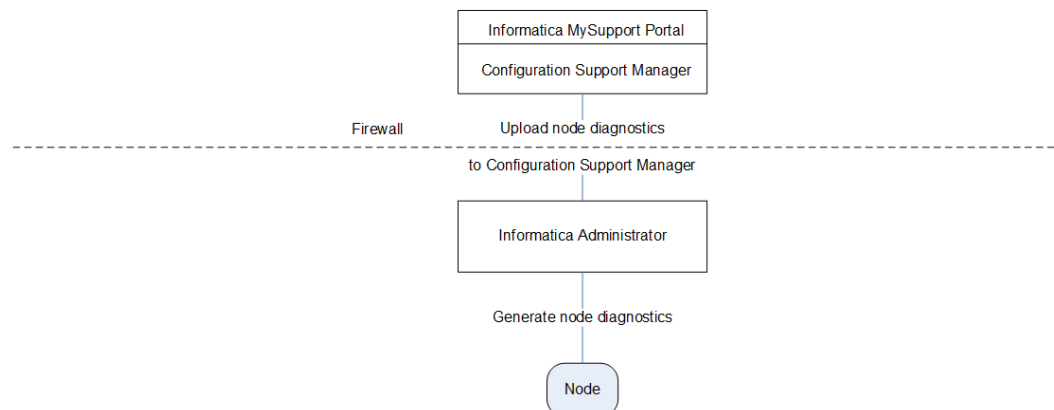 Informatica MySupport Portal
Configuration Support Manager
Firewall
Upload node diagnostics
to Configuration Support Manager
Informatica Administrator
Generate node diagnostics
Node